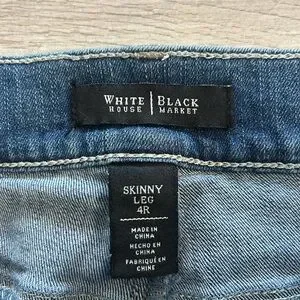 WHITE | BLACK
HOUSE | MARKET
SKINNY
LEG
4R
MADE IN
CHINA
HECHO EN
CHINA
FABRIQUÉ EN
CHINE